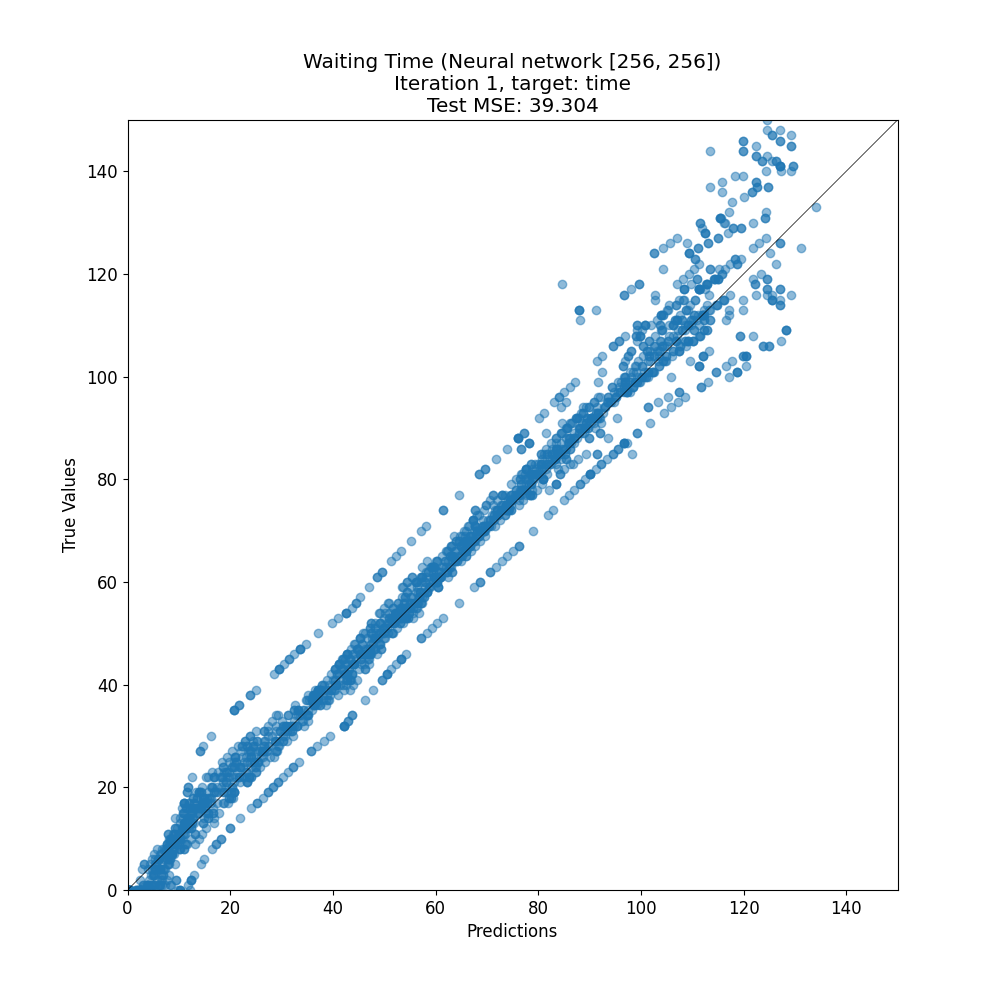 Waiting Time (Neural network [256, 256])
Iteration 1, target: time
Test MSE: 39.304
True Values
140
120
100
80
60
40
20
0
0 20 40 60 80 100 120 140
Predictions